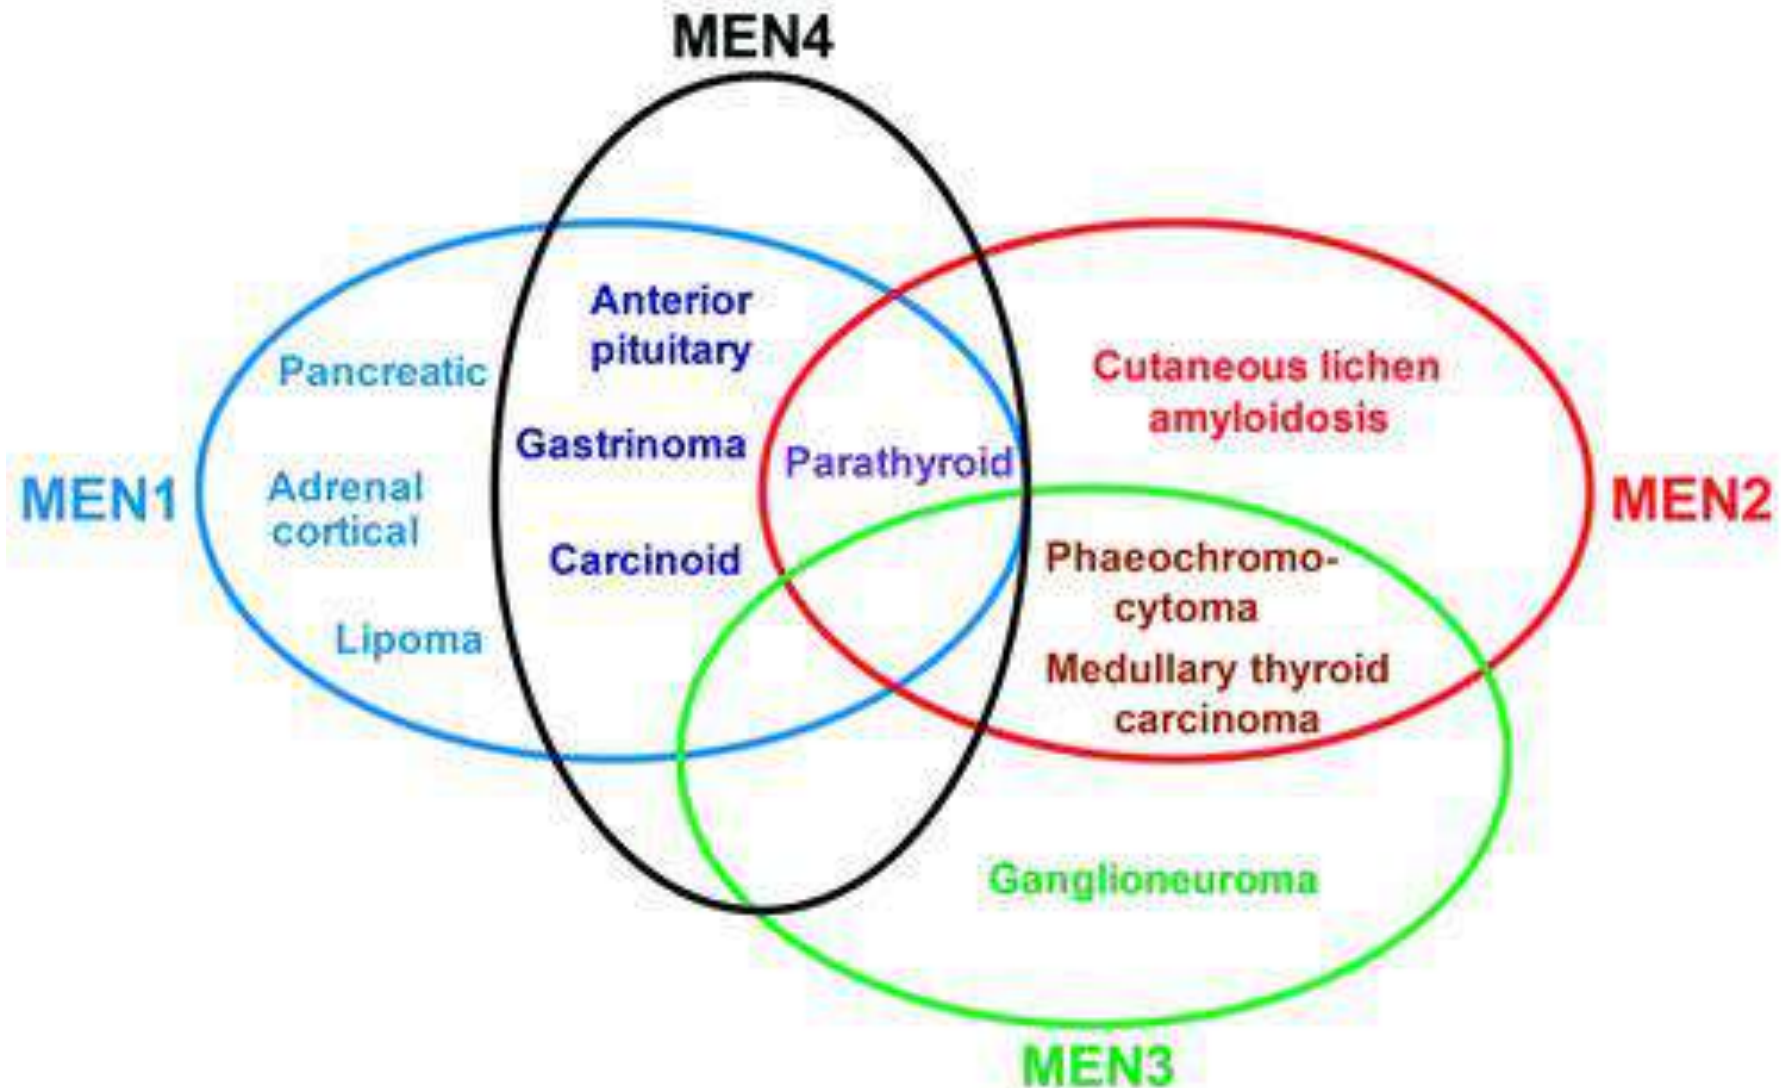 MEN4
Anterior
pituitary
Pancreatic
Cutaneous lichen
amyloidosis
Gastrinoma
Parathyroid
MEN1
Adrenal
cortical
MEN2
Carcinoid
Phaeochromo-
cytoma
Lipoma
Medullary thyroid
carcinoma
Ganglioneuroma
MEN3